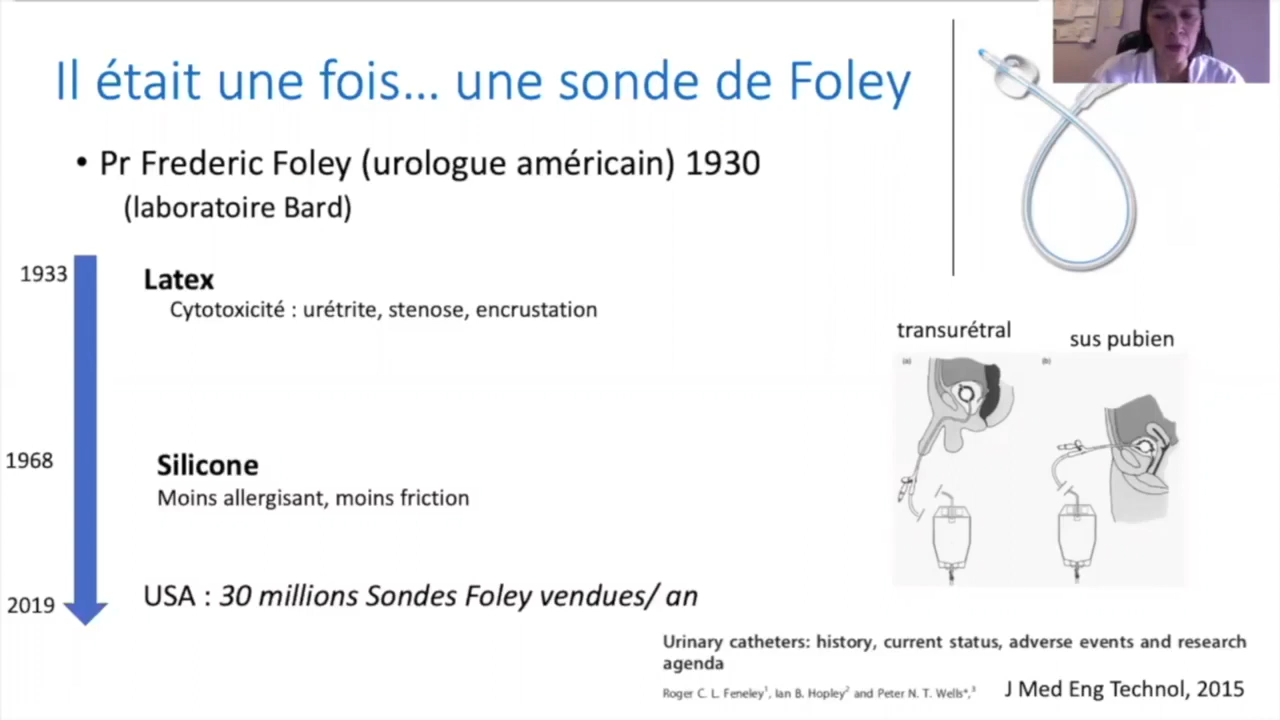 Il était une fois... une sonde de Foley
• Pr Frederic Foley (urologue américain) 1930
(laboratoire Bard)
1933
Latex
Cytotoxicité : urétrite, stenose, encrustation
transurétral
sus pubien
(a)
(b)
1968
Silicone
Moins allergisant, moins friction
2019
USA : 30 millions Sondes Foley vendues/ an
Urinary catheters: history, current status, adverse events and research
agenda
Roger C. L. Feneley¹, Ian B. Hopley² and Peter N. T. Wells*,³
J Med Eng Technol, 2015